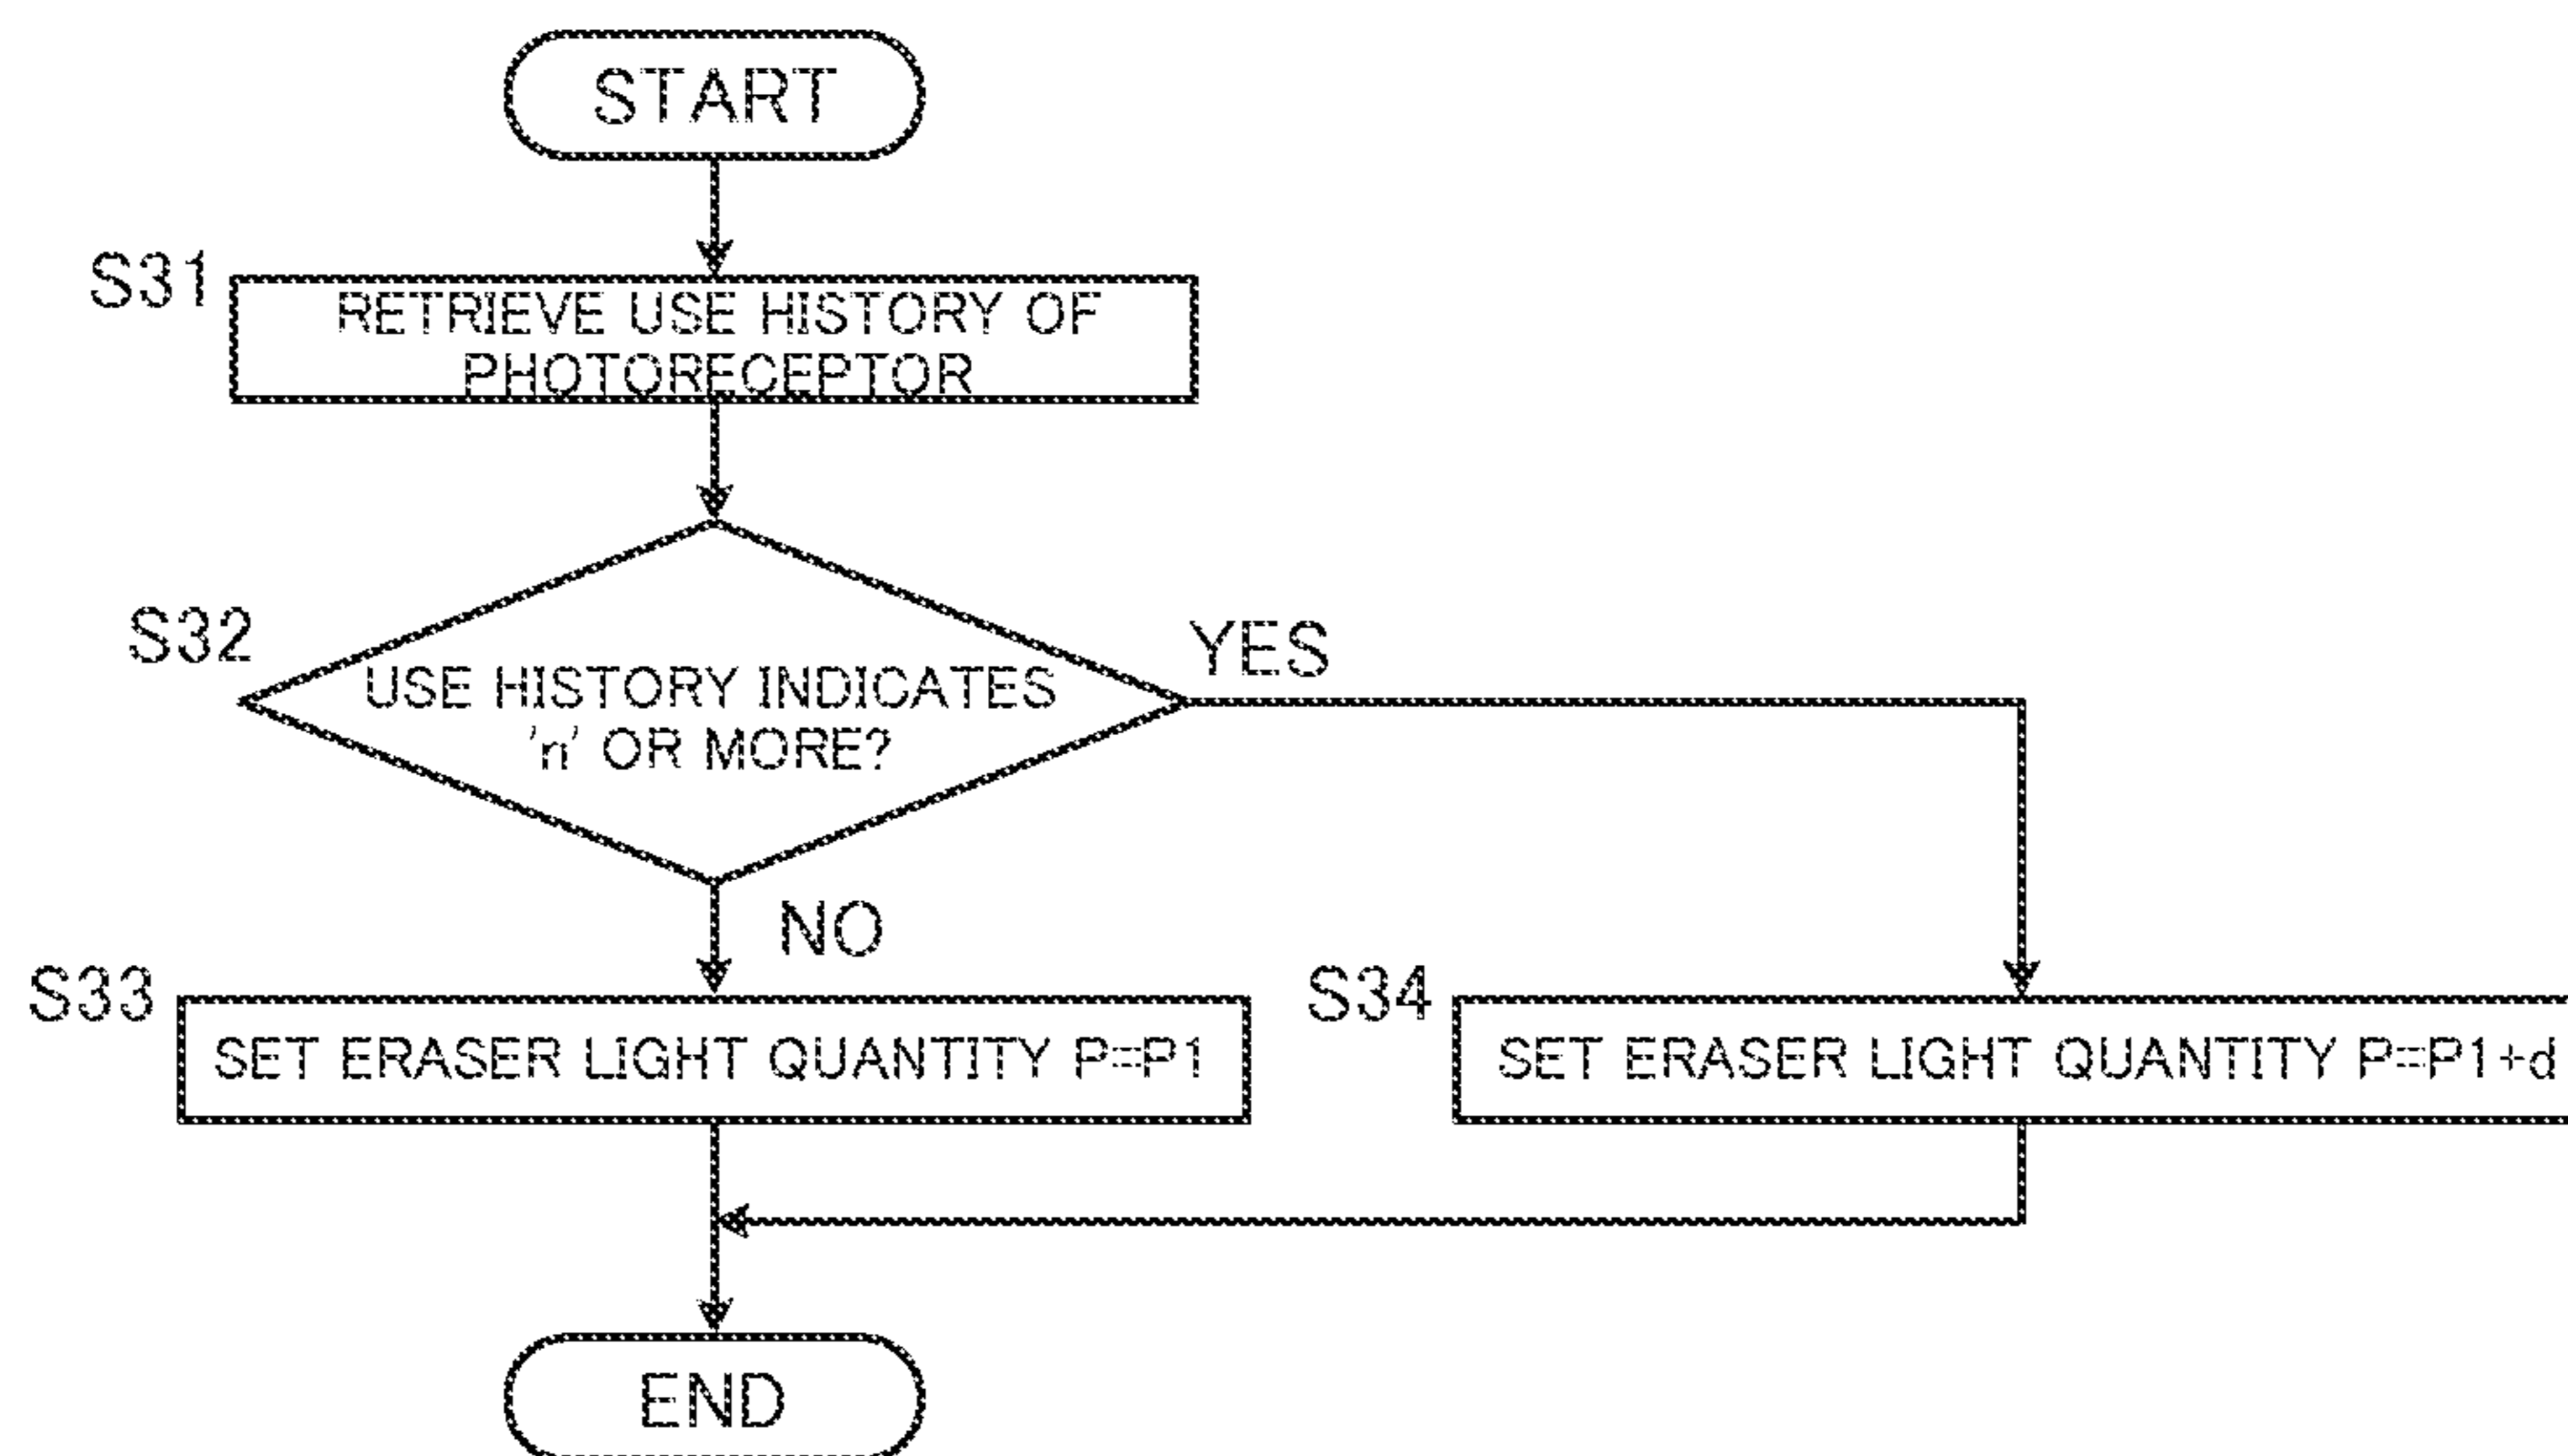 START
S31
RETRIEVE USE HISTORY OF
PHOTORECEPTOR
S32
USE HISTORY INDICATES
'n' OR MORE?
YES
NO
S33
SET ERASER LIGHT QUANTITY P=P1
S34
SET ERASER LIGHT QUANTITY P=P1+d
END